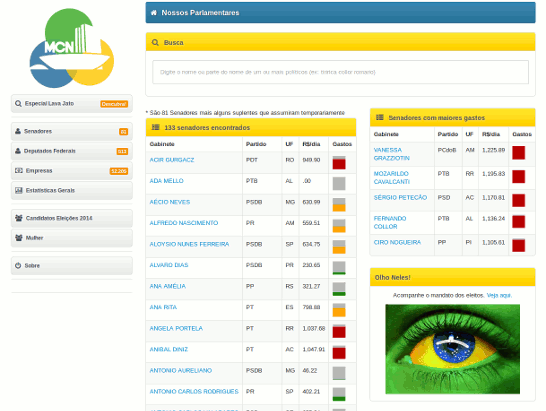 MCN
Nossos Parlamentares
Busca
Digite o nome ou parte do nome de um ou mais políticos (ex: tiririca collor romario)
Especial Lava Jato Descubra!
Senadores 81
Deputados Federais 513
Empresas
Estatísticas Gerais
Candidatos Eleições 2014
Mulher
Sobre
* São 81 Senadores mais alguns suplentes que assumiram temporariamente
133 senadores encontrados
Gabinete Partido UF R$/dia Gastos
ACIR GURGACZ PDT RO 949.90
ADA MELLO PTB AL .92
AÉCIO NEVES PSDB MG 630.99
ALFREDO NASCIMENTO PR AM 559.51
ALOYSIO NUNES FERREIRA PSDB SP 634.75
ALVARO DIAS PSDB PR 230.65
ANA AMÉLIA PP RS 321.27
ANA RITA PT ES 798.88
ANGELA PORTELA PT RR 1,037.68
ANIBAL DINIZ PT AC 1,047.91
ANTONIO AURELIANO PSDB MG 46.22
ANTONIO CARLOS RODRIGUES PR SP 402.21
Senadores com maiores gastos
Gabinete Partido UF R$/dia Gastos
VANESSA GRAZZIOTIN PCdoB AM 1,225.89
MOZARILDO CAVALCANTI PTB RR 1,195.83
SÉRGIO PETECÃO PSD AC 1,170.81
FERNANDO COLLOR PTB AL 1,136.24
CIRO NOGUEIRA PP PI 1,105.61
Olho Neles!
Acompanhe o mandato dos eleitos. Veja aqui.